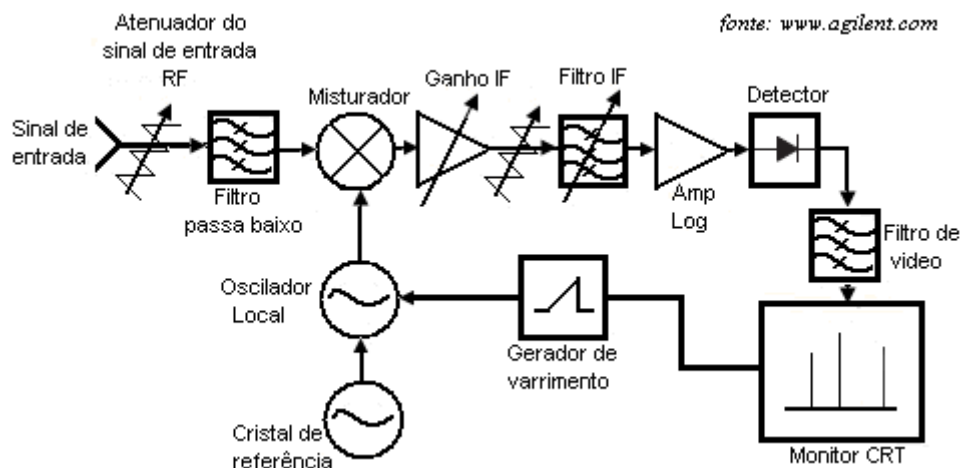 Atenuador do
sinal de entrada
RF
fonte: www.agilent.com
Sinal de
entrada
Filtro
passa baixo
Misturador
Ganho IF
Filtro IF
Amp
Log
Detector
Filtro de
video
Oscilador
Local
Gerador de
varrimento
Cristal de
referência
Monitor CRT